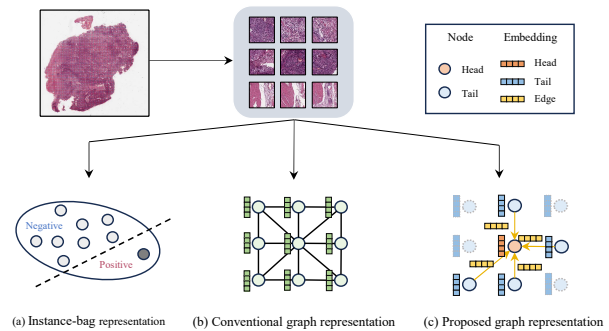 Node
Embedding
Head
Head
Tail
Tail
Edge
Negative
Positive
(a) Instance-bag representation
(b) Conventional graph representation
(c) Proposed graph representation